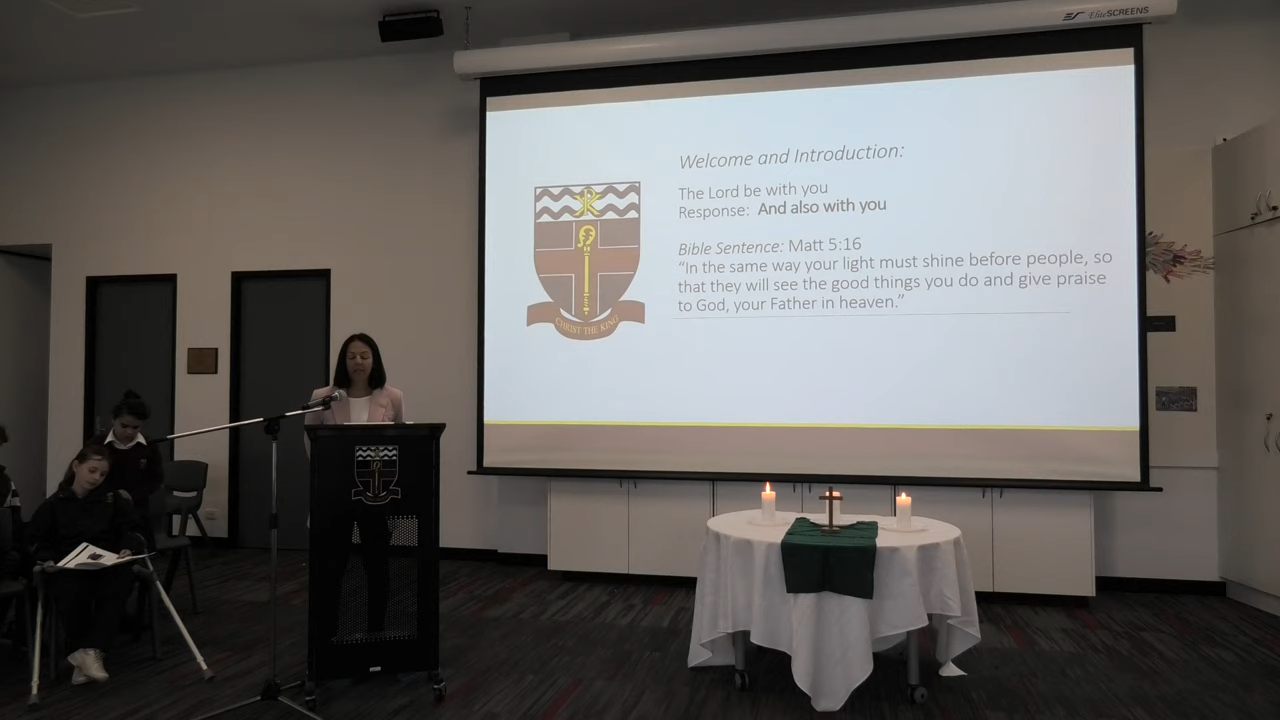 EliteSCREENS
Welcome and Introduction:
The Lord be with you
Response: And also with you
Bible Sentence: Matt 5:16
“In the same way your light must shine before people, so
that they will see the good things you do and give praise
to God, your Father in heaven.”
CHRIST THE KING